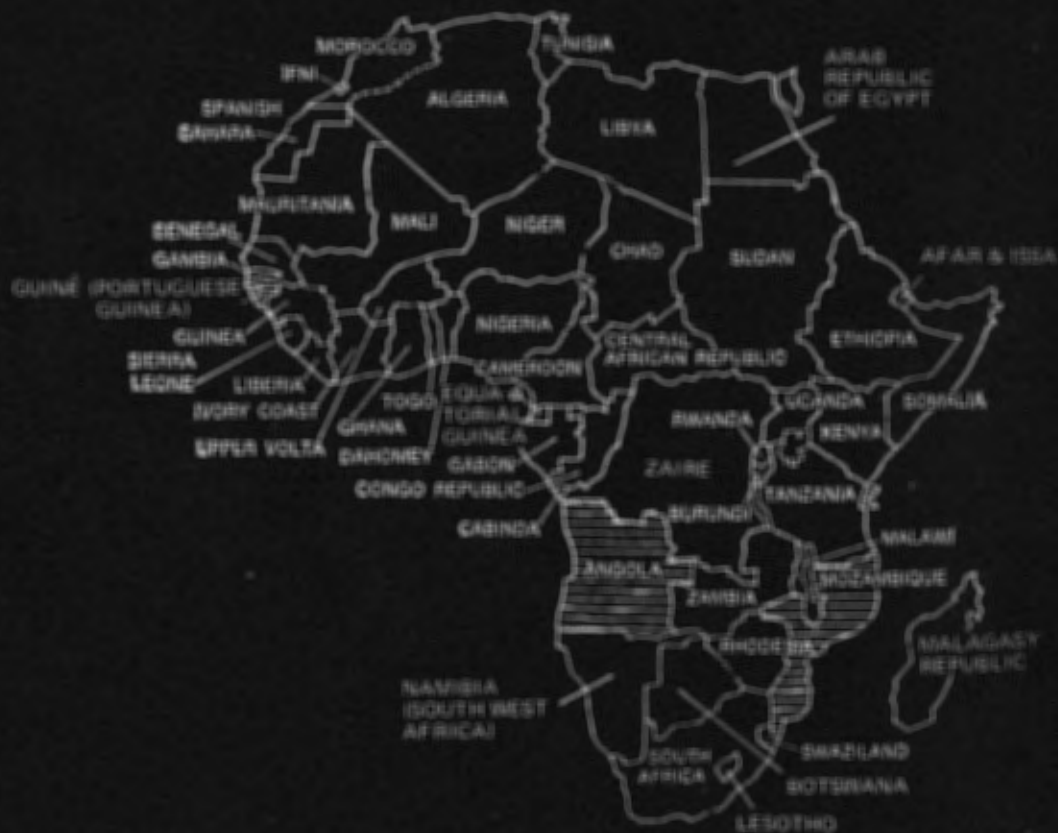 MOROCCO
TUNISIA
IFNI
ALGERIA
ARAB
REPUBLIC
OF EGYPT
SPANISH
SAHARA
LIBYA
MAURITANIA
MALI
NIGER
CHAD
SUDAN
SENEGAL
GAMBIA
AFAR & ISSA
GUINÉ (PORTUGUESE
GUINEA)
GUINEA
NIGERIA
ETHIOPIA
CENTRAL
AFRICAN REPUBLIC
SIERRA
LEONE
CAMEROON
LIBERIA
IVORY COAST
TOGO
EQUA &
TORIAL
GUINEA
UGANDA
SOMALIA
RWANDA
KENYA
GHANA
UPPER VOLTA
DAHOMEY
GABON
ZAIRE
CONGO REPUBLIC
TANZANIA
BURUNDI
CABINDA
MALAWI
ANGOLA
MOZAMBIQUE
ZAMBIA
RHODESIA
MALAGASY
REPUBLIC
NAMIBIA
(SOUTH WEST
AFRICA)
SWAZILAND
SOUTH
AFRICA
BOTSWANA
LESOTHO